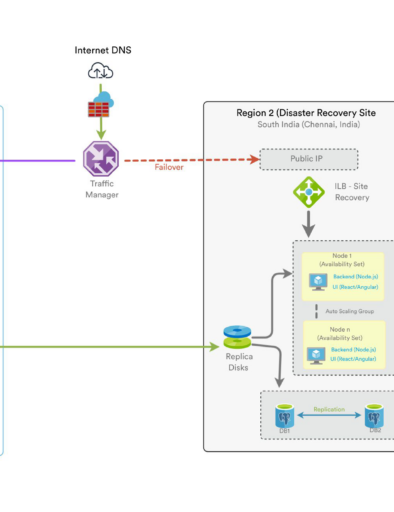 Internet DNS
Region 2 (Disaster Recovery Site
South India (Chennai, India)
Public IP
Failover
Traffic
Manager
ILB - Site
Recovery
Node 1
(Availability Set)
Backend (Node.js)
UI (React/Angular)
Auto Scaling Group
Node n
(Availability Set)
Backend (Node.js)
UI (React/Angular)
Replica
Disks
Replication
DB1
DB2